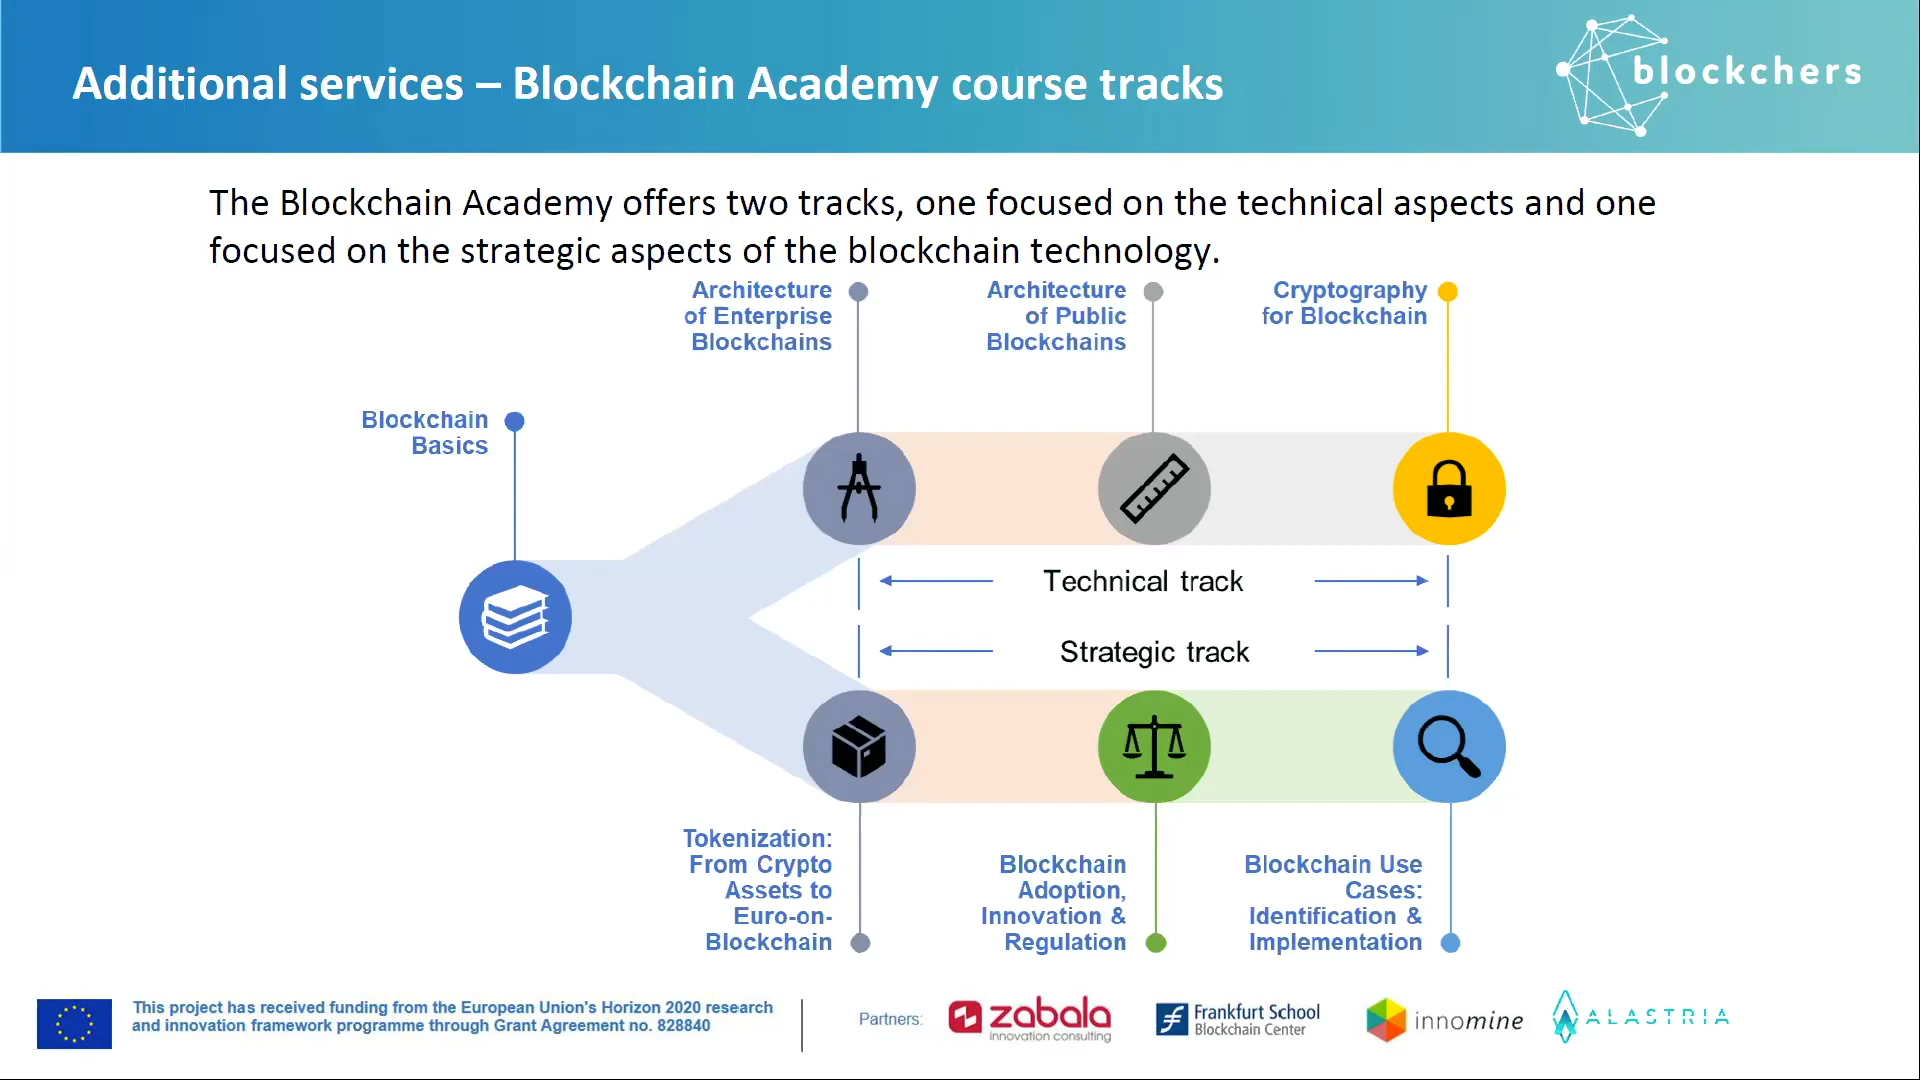 Additional services – Blockchain Academy course tracks
blockchers
The Blockchain Academy offers two tracks, one focused on the technical aspects and one
focused on the strategic aspects of the blockchain technology.
Architecture
of Enterprise
Blockchains
Architecture
of Public
Blockchains
Cryptography
for Blockchain
Blockchain
Basics
Technical track
Strategic track
Tokenization:
From Crypto
Assets to
Euro-on-
Blockchain
Blockchain
Adoption,
Innovation &
Regulation
Blockchain Use
Cases:
Identification &
Implementation
This project has received funding from the European Union's Horizon 2020 research
and innovation framework programme through Grant Agreement no. 828840
Partners:
zabala
innovation consulting
Frankfurt School
Blockchain Center
innomine
ALASTRIA